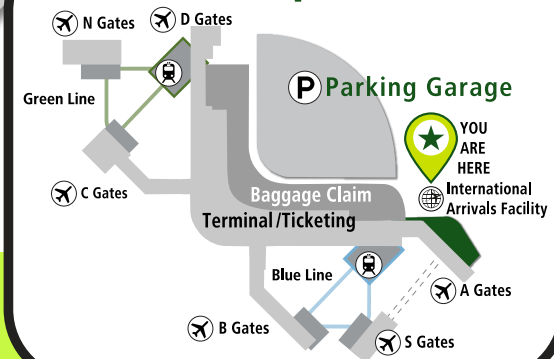 N Gates
D Gates
Green Line
P Parking Garage
YOU
ARE
HERE
C Gates
Baggage Claim
International
Arrivals Facility
Terminal/Ticketing
Blue Line
A Gates
B Gates
S Gates